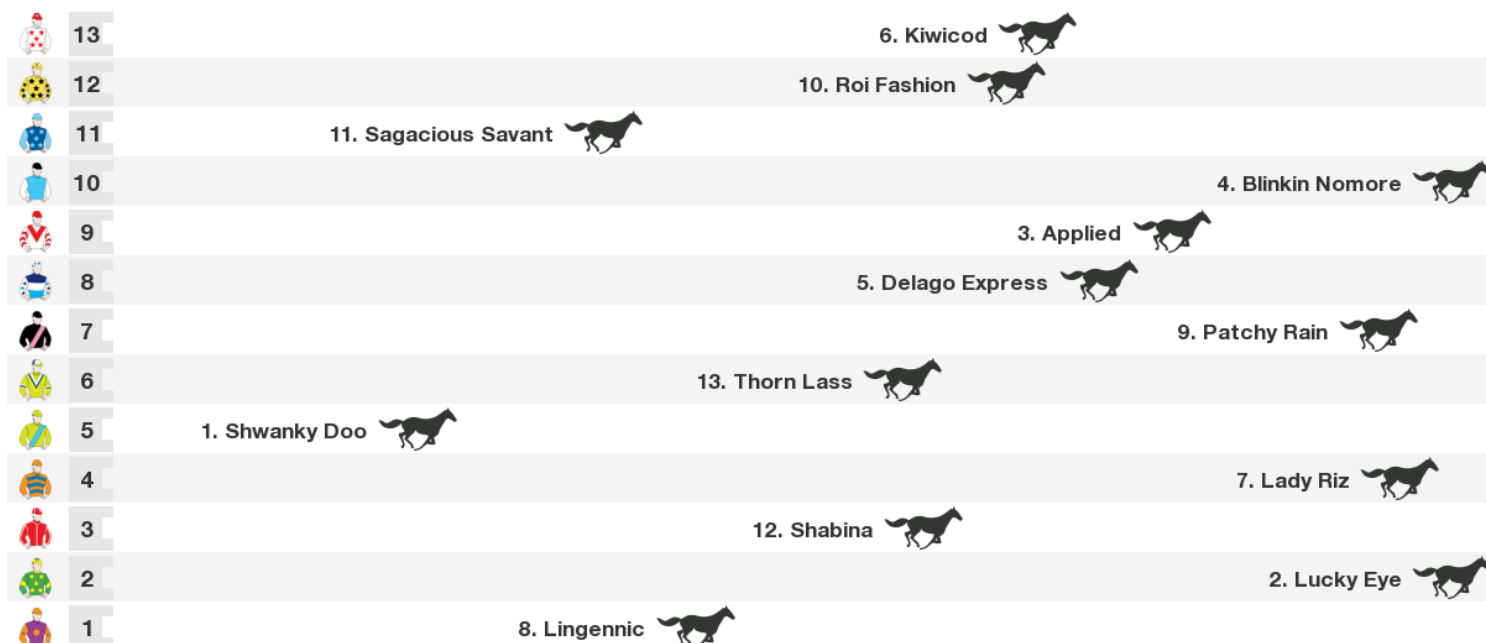 13 6. Kiwicod
12 10. Roi Fashion
11 11. Sagacious Savant
10 4. Blinkin Nomore
9 3. Applied
8 5. Delago Express
7 9. Patchy Rain
6 13. Thorn Lass
5 1. Shwanky Doo
4 7. Lady Riz
3 12. Shabina
2 2. Lucky Eye
1 8. Lingennic